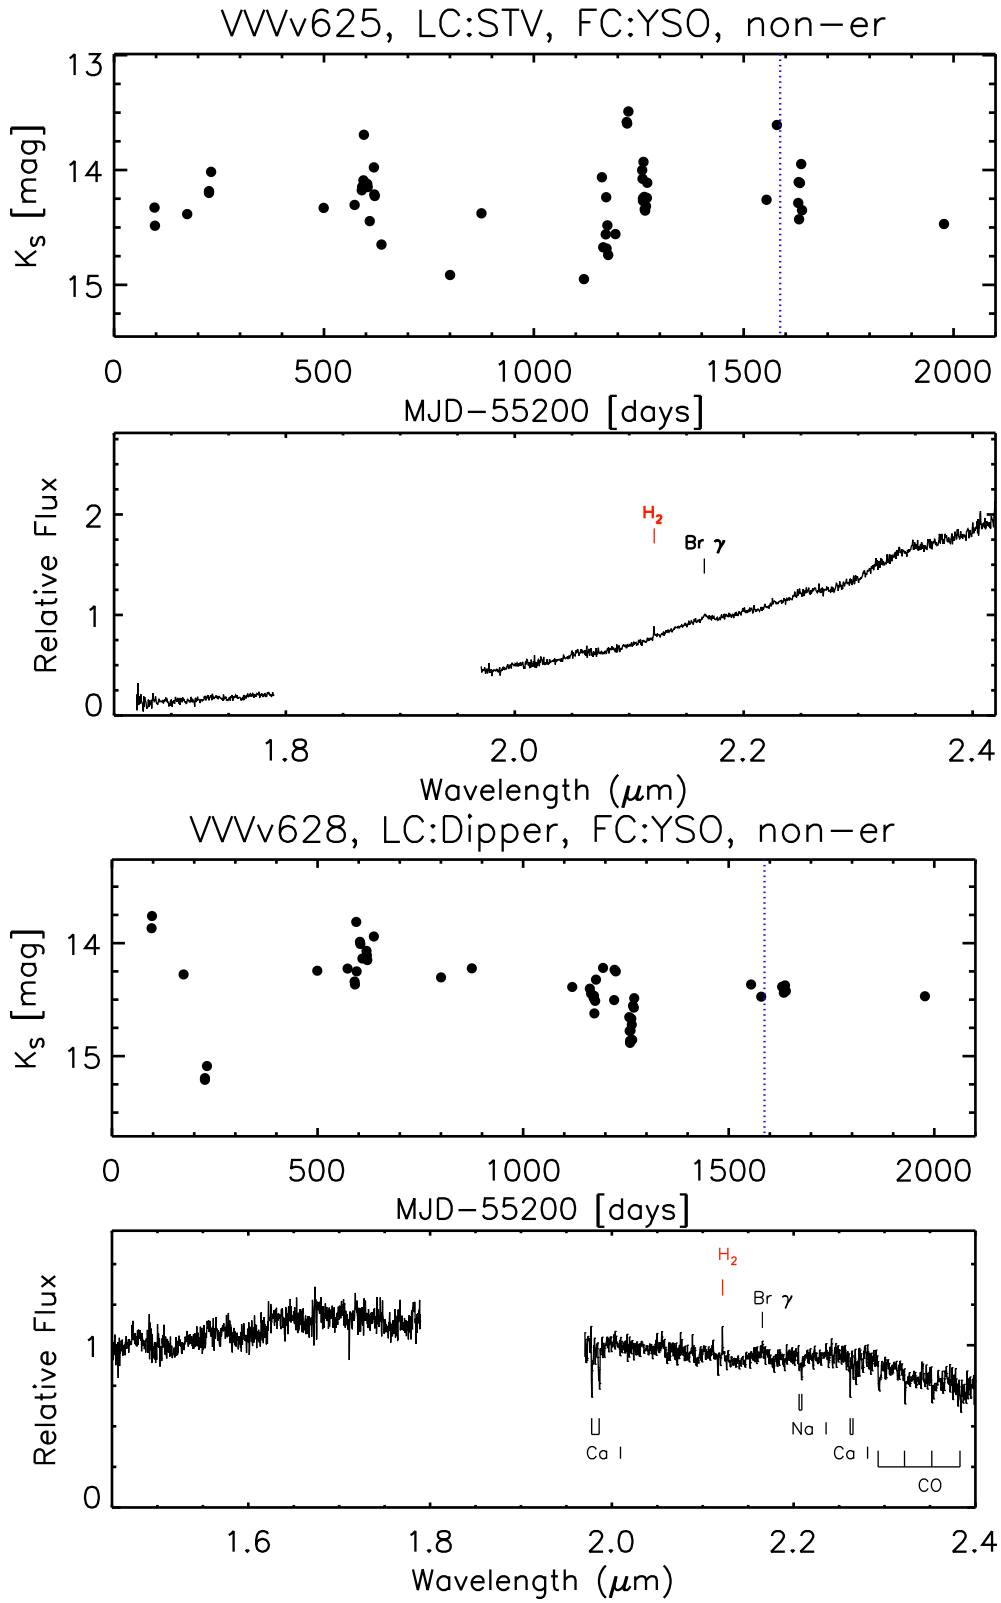 VVVv625, LC:STV, FC:YSO, non-er
13
14
15
Ks [mag]
0 500 1000 1500 2000
MJD-55200 [days]
2
1
0
Relative Flux
H2
Br γ
1.8 2.0 2.2 2.4
Wavelength (μm)
VVVv628, LC:Dipper, FC:YSO, non-er
14
15
Ks [mag]
0 500 1000 1500 2000
MJD-55200 [days]
1
0
Relative Flux
H2
Br γ
Na I
Ca I
Ca I
CO
1.6 1.8 2.0 2.2 2.4
Wavelength (μm)